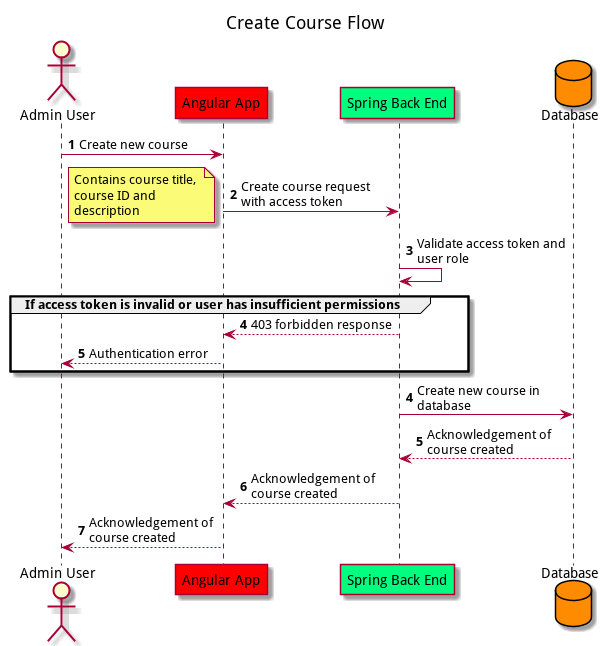 Create Course Flow
Admin User
Angular App
Spring Back End
Database
1 Create new course
Contains course title,
course ID and
description
2 Create course request
with access token
3 Validate access token and
user role
If access token is invalid or user has insufficient permissions
4 403 forbidden response
5 Authentication error
4 Create new course in
database
5 Acknowledgement of
course created
6 Acknowledgement of
course created
7 Acknowledgement of
course created
Admin User
Angular App
Spring Back End
Database